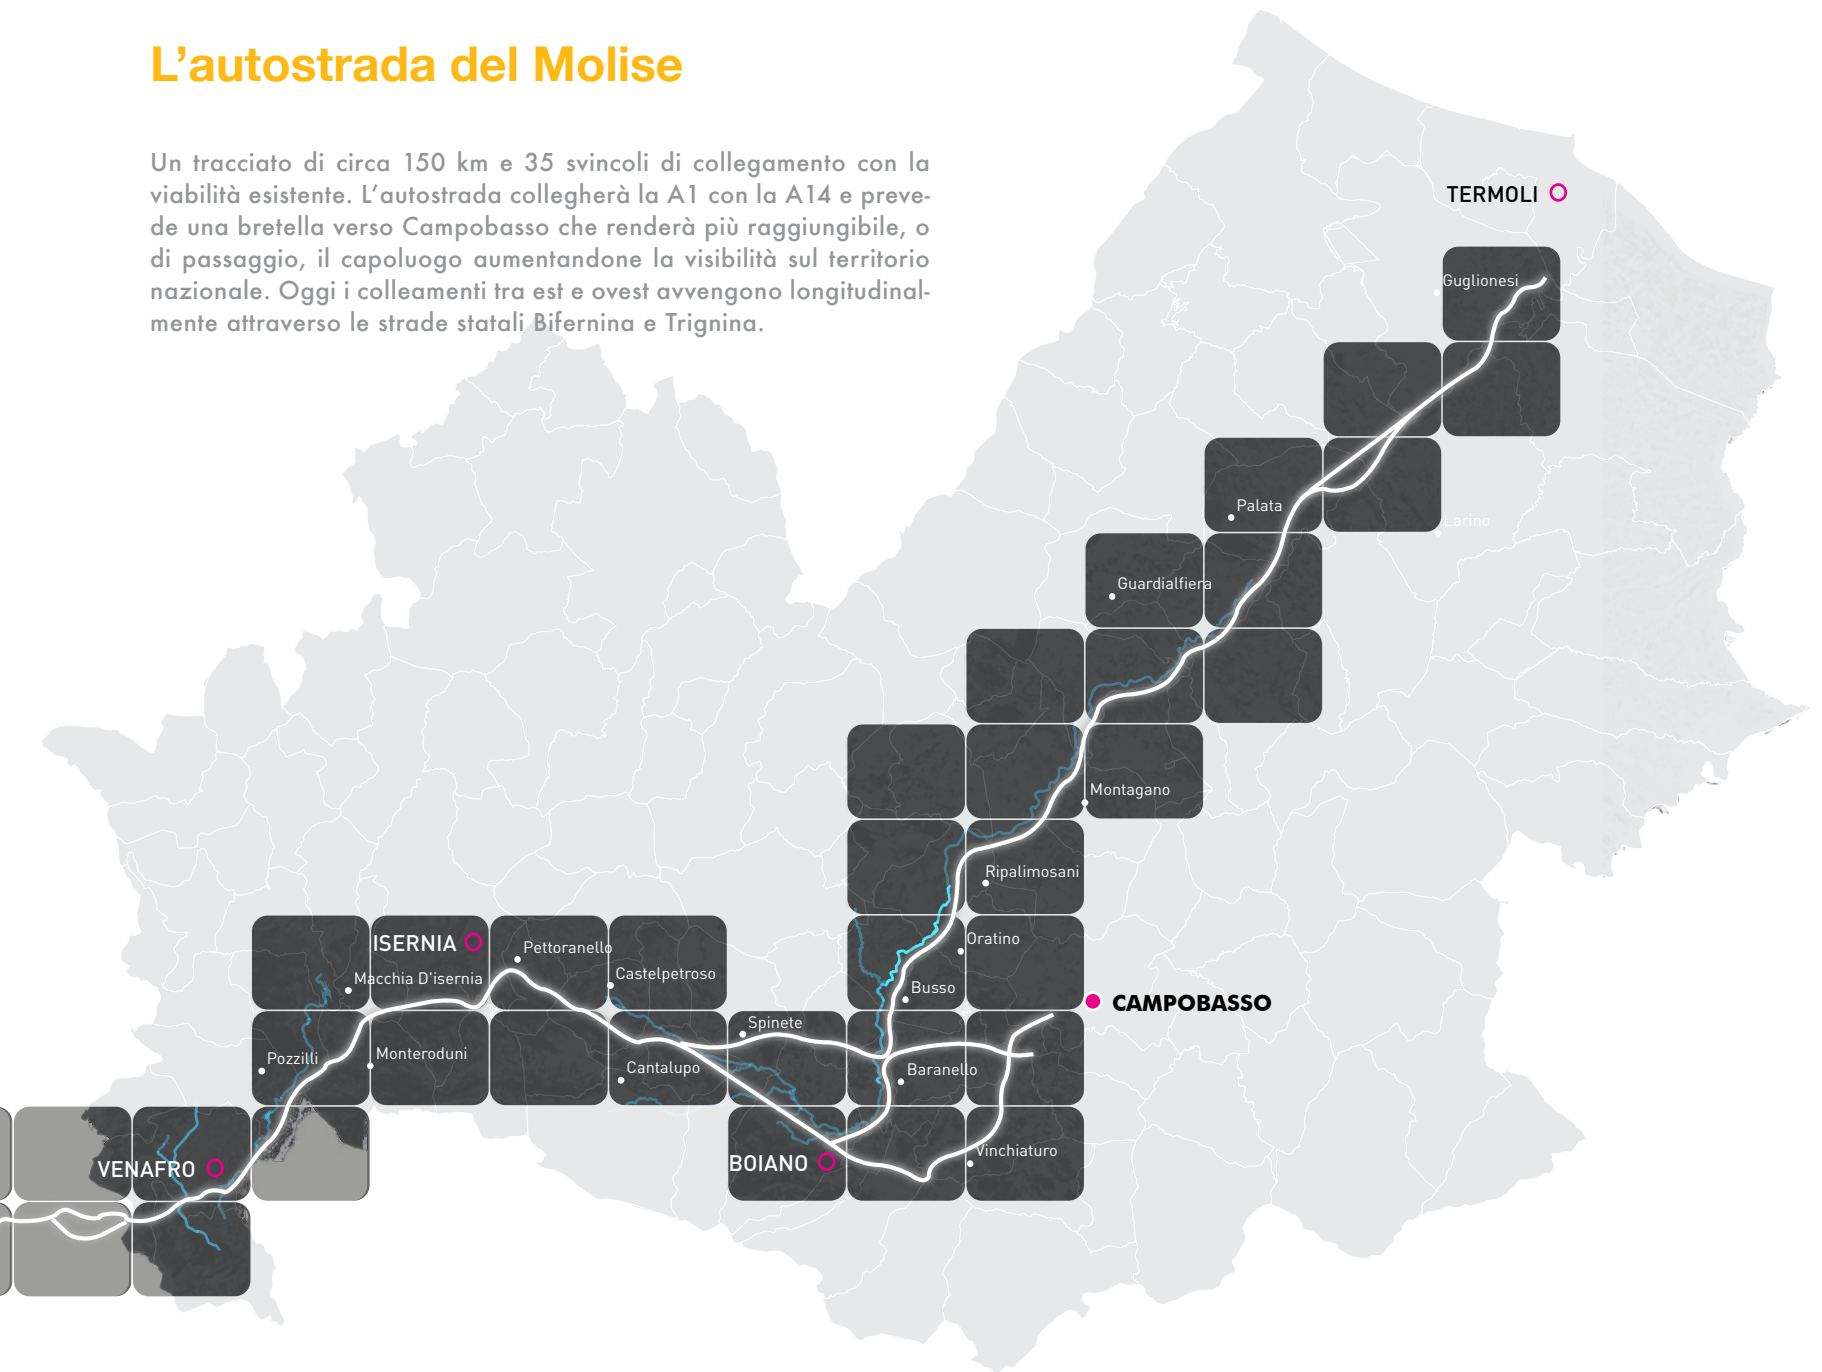 L'autostrada del Molise
Un tracciato di circa 150 km e 35 svincoli di collegamento con la
viabilità esistente. L'autostrada collegherà la A1 con la A14 e preve-
de una bretella verso Campobasso che renderà più raggiungibile, o
di passaggio, il capoluogo aumentandone la visibilità sul territorio
nazionale. Oggi i colleamenti tra est e ovest avvengono longitudinal-
mente attraverso le strade statali Bifernina e Trignina.
TERMOLI
Guglionesi
Palata
Larino
Guardialfiera
Montagano
Ripalimosani
Oratino
ISERNIA
Pettoranello
Castelpetroso
Macchia D'isernia
Busso
CAMPOBASSO
Spinete
Pozzilli
Monteroduni
Cantalupo
Baranello
VENAFRO
BOIANO
Vinchiaturo